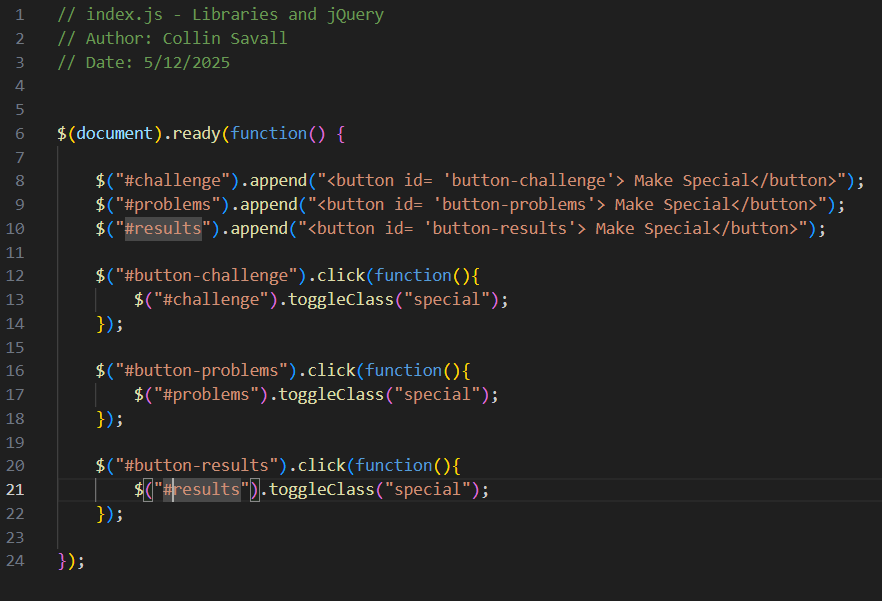 1 // index.js - Libraries and jQuery
2 // Author: Collin Savall
3 // Date: 5/12/2025
4
5
6 $(document).ready(function() {
7
8 $("#challenge").append("<button id= 'button-challenge'> Make Special</button>");
9 $("#problems").append("<button id= 'button-problems'> Make Special</button>");
10 $("#results").append("<button id= 'button-results'> Make Special</button>");
11
12 $("#button-challenge").click(function(){
13 $("#challenge").toggleClass("special");
14 });
15
16 $("#button-problems").click(function(){
17 $("#problems").toggleClass("special");
18 });
19
20 $("#button-results").click(function(){
21 $("#results").toggleClass("special");
22 });
23
24 });